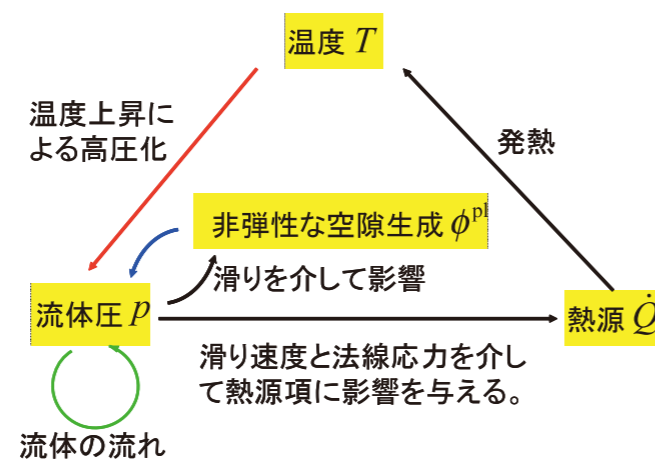 温度 T
温度上昇に
よる高圧化
発熱
非弾性な空隙生成 ϕᵖˡ
滑りを介して影響
流体圧 p
熱源 Q̇
滑り速度と法線応力を介し
て熱源項に影響を与える。
流体の流れ